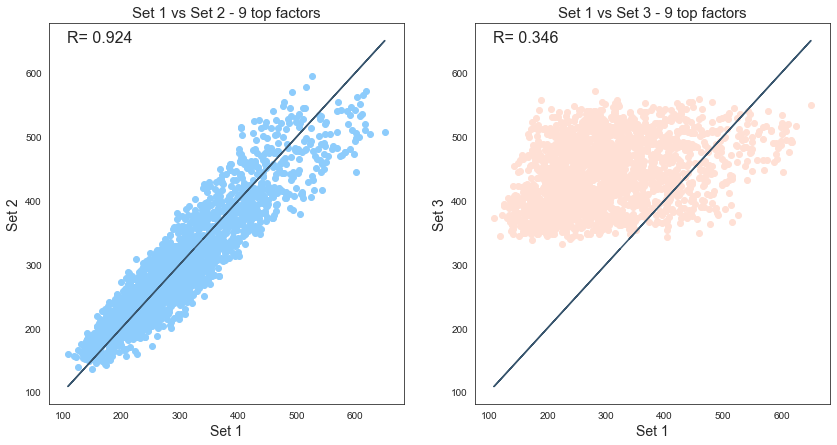 Set 1 vs Set 2 - 9 top factors
R= 0.924
600
500
400
300
200
100
Set 2
100 200 300 400 500 600
Set 1
Set 1 vs Set 3 - 9 top factors
R= 0.346
600
500
400
300
200
100
Set 3
100 200 300 400 500 600
Set 1